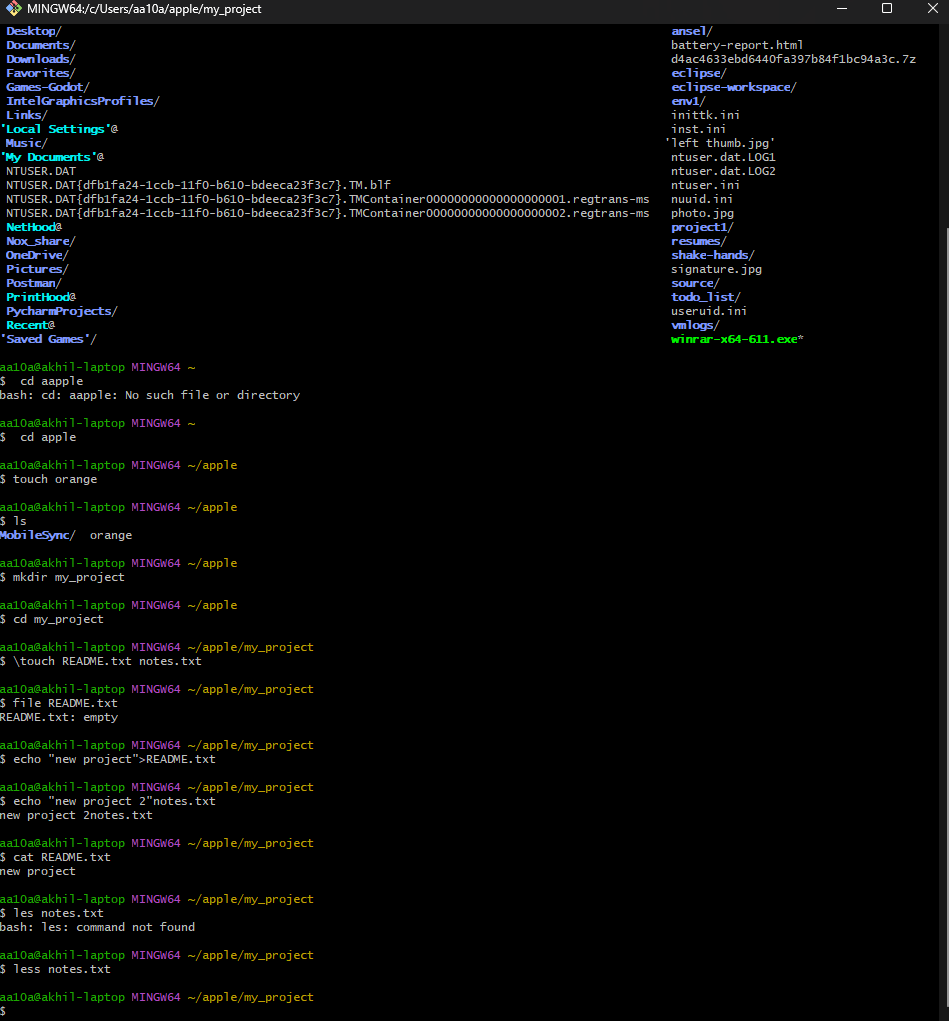 MINGW64:/c/Users/aa10a/apple/my_project
Desktop/ ansel/
Documents/ battery-report.html
Downloads/ d4ac4633ebd6440fa397b84f1bc94a3c.7z
Favorites/ eclipse/
Games-Godot/ eclipse-workspace/
IntelGraphicsProfiles/ env1/
Links/ inittk.ini
'Local Settings'@ inst.ini
Music/ 'left thumb.jpg'
'My Documents'@ ntuser.dat.LOG1
NTUSER.DAT ntuser.dat.LOG2
NTUSER.DAT{dfb1fa24-1ccb-11f0-b610-bdeeca23f3c7}.TM.blf ntuser.ini
NTUSER.DAT{dfb1fa24-1ccb-11f0-b610-bdeeca23f3c7}.TMContainer00000000000000000001.regtrans-ms nuuid.ini
NTUSER.DAT{dfb1fa24-1ccb-11f0-b610-bdeeca23f3c7}.TMContainer00000000000000000002.regtrans-ms photo.jpg
NetHood@ project1/
Nox_share/ resumes/
OneDrive/ shake-hands/
Pictures/ signature.jpg
Postman/ source/
PrintHood@ todo_list/
PycharmProjects/ useruid.ini
Recent@ vmlogs/
'Saved Games'/ winrar-x64-611.exe*
aa10a@akhil-laptop MINGW64 ~
$  cd aapple
bash: cd: aapple: No such file or directory
aa10a@akhil-laptop MINGW64 ~
$  cd apple
aa10a@akhil-laptop MINGW64 ~/apple
$ touch orange
aa10a@akhil-laptop MINGW64 ~/apple
$ ls
MobileSync/  orange
aa10a@akhil-laptop MINGW64 ~/apple
$ mkdir my_project
aa10a@akhil-laptop MINGW64 ~/apple
$ cd my_project
aa10a@akhil-laptop MINGW64 ~/apple/my_project
$ \touch README.txt notes.txt
aa10a@akhil-laptop MINGW64 ~/apple/my_project
$ file README.txt
README.txt: empty
aa10a@akhil-laptop MINGW64 ~/apple/my_project
$ echo "new project">README.txt
aa10a@akhil-laptop MINGW64 ~/apple/my_project
$ echo "new project 2"notes.txt
new project 2notes.txt
aa10a@akhil-laptop MINGW64 ~/apple/my_project
$ cat README.txt
new project
aa10a@akhil-laptop MINGW64 ~/apple/my_project
$ les notes.txt
bash: les: command not found
aa10a@akhil-laptop MINGW64 ~/apple/my_project
$ less notes.txt
aa10a@akhil-laptop MINGW64 ~/apple/my_project
$